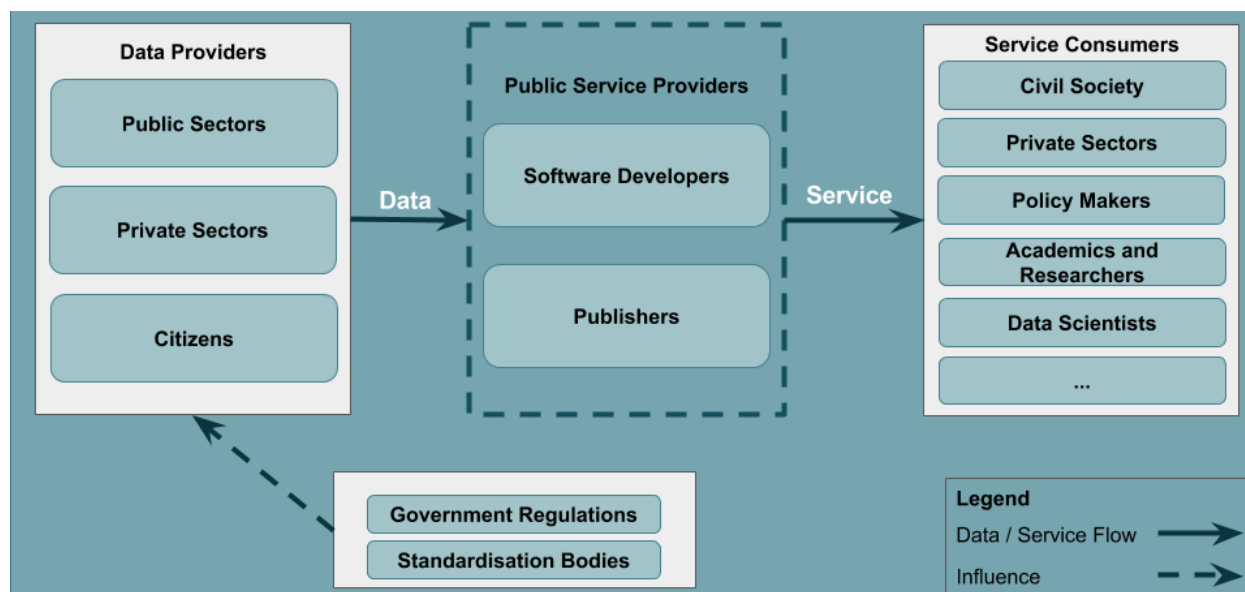 Data Providers
Public Sectors
Private Sectors
Citizens
Data
Public Service Providers
Software Developers
Publishers
Service
Service Consumers
Civil Society
Private Sectors
Policy Makers
Academics and
Researchers
Data Scientists
...
Government Regulations
Standardisation Bodies
Legend
Data / Service Flow
Influence